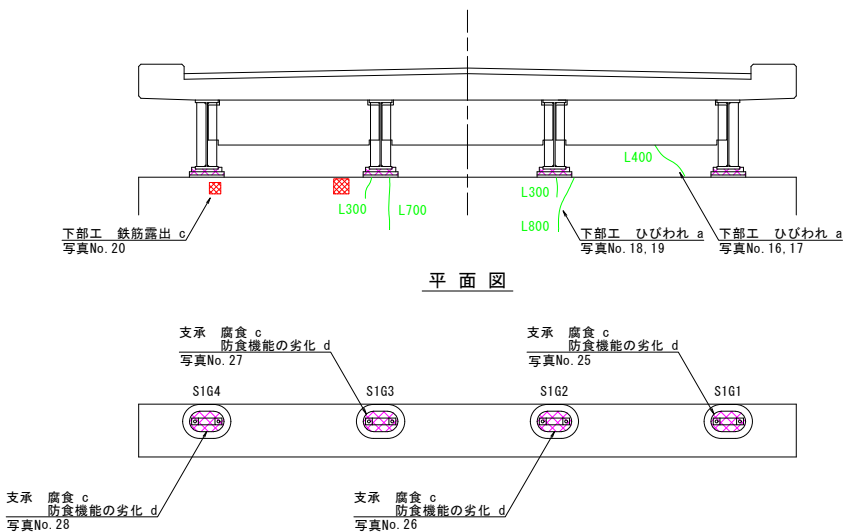 L400
L300
L700
L300
L800
下部工　鉄筋露出 c
写真No.20
下部工　ひびわれ a
写真No.18,19
下部工　ひびわれ a
写真No.16,17
平 面 図
支承　腐食 c
防食機能の劣化 d
写真No.27
支承　腐食 c
防食機能の劣化 d
写真No.25
S1G4
S1G3
S1G2
S1G1
支承　腐食 c
防食機能の劣化 d
写真No.28
支承　腐食 c
防食機能の劣化 d
写真No.26